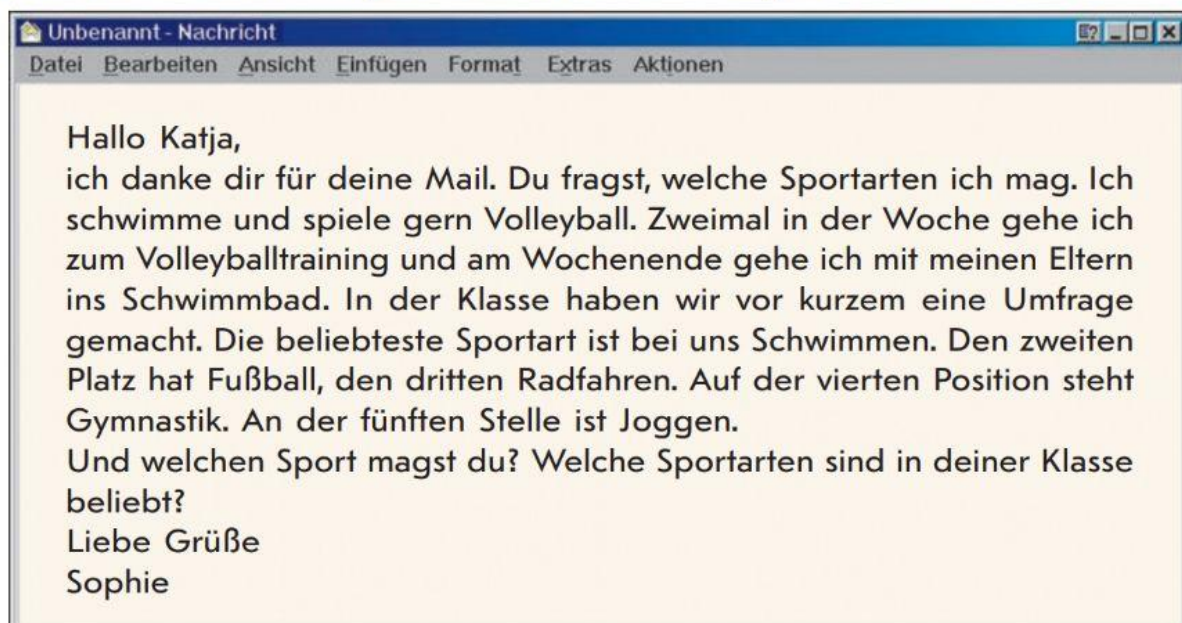 Unbenannt - Nachricht
Datei Bearbeiten Ansicht Einfügen Format Extras Aktionen
Hallo Katja,
ich danke dir für deine Mail. Du fragst, welche Sportarten ich mag. Ich
schwimme und spiele gern Volleyball. Zweimal in der Woche gehe ich
zum Volleyballtraining und am Wochenende gehe ich mit meinen Eltern
ins Schwimmbad. In der Klasse haben wir vor kurzem eine Umfrage
gemacht. Die beliebteste Sportart ist bei uns Schwimmen. Den zweiten
Platz hat Fußball, den dritten Radfahren. Auf der vierten Position steht
Gymnastik. An der fünften Stelle ist Joggen.
Und welchen Sport magst du? Welche Sportarten sind in deiner Klasse
beliebt?
Liebe Grüße
Sophie